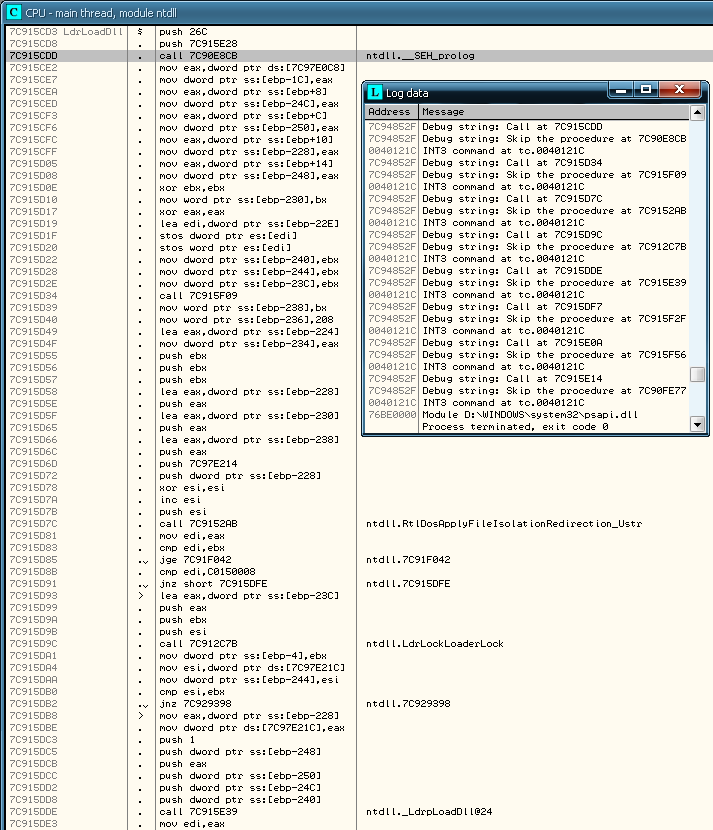 C CPU - main thread, module ntdll
7C915CD3 LdrLoadDll $ push 26C
7C915CD8 . push 7C915E28
7C915CDD . call 7C90E8CB ntdll.__SEH_prolog
7C915CE2 . mov eax,dword ptr ds:[7C97E0C8]
7C915CE7 . mov dword ptr ss:[ebp-1C],eax
7C915CEA . mov eax,dword ptr ss:[ebp+8]
7C915CED . mov dword ptr ss:[ebp-24C],eax
7C915CF3 . mov eax,dword ptr ss:[ebp+C]
7C915CF6 . mov dword ptr ss:[ebp-250],eax
7C915CFC . mov eax,dword ptr ss:[ebp+10]
7C915CFF . mov dword ptr ss:[ebp-228],eax
7C915D05 . mov eax,dword ptr ss:[ebp+14]
7C915D08 . mov dword ptr ss:[ebp-248],eax
7C915D0E . xor ebx,ebx
7C915D10 . mov word ptr ss:[ebp-230],bx
7C915D17 . xor eax,eax
7C915D19 . lea edi,dword ptr ss:[ebp-22E]
7C915D1F . stos dword ptr es:[edi]
7C915D20 . stos word ptr es:[edi]
7C915D22 . mov dword ptr ss:[ebp-240],ebx
7C915D28 . mov dword ptr ss:[ebp-244],ebx
7C915D2E . mov dword ptr ss:[ebp-23C],ebx
7C915D34 . call 7C915F09
7C915D39 . mov word ptr ss:[ebp-238],bx
7C915D40 . mov word ptr ss:[ebp-236],208
7C915D49 . lea eax,dword ptr ss:[ebp-224]
7C915D4F . mov dword ptr ss:[ebp-234],eax
7C915D55 . push ebx
7C915D56 . push ebx
7C915D57 . push ebx
7C915D58 . lea eax,dword ptr ss:[ebp-228]
7C915D5E . push eax
7C915D5F . lea eax,dword ptr ss:[ebp-230]
7C915D65 . push eax
7C915D66 . lea eax,dword ptr ss:[ebp-238]
7C915D6C . push eax
7C915D6D . push 7C97E214
7C915D72 . push dword ptr ss:[ebp-228]
7C915D78 . xor esi,esi
7C915D7A . inc esi
7C915D7B . push esi
7C915D7C . call 7C9152AB ntdll.RtlDosApplyFileIsolationRedirection_Ustr
7C915D81 . mov edi,eax
7C915D83 . cmp edi,ebx
7C915D85 .v jge 7C91F042 ntdll.7C91F042
7C915D8B . cmp edi,C0150008
7C915D91 .v jnz short 7C915DFE ntdll.7C915DFE
7C915D93 > lea eax,dword ptr ss:[ebp-23C]
7C915D99 . push eax
7C915D9A . push ebx
7C915D9B . push esi
7C915D9C . call 7C912C7B ntdll.LdrLockLoaderLock
7C915DA1 . mov dword ptr ss:[ebp-4],ebx
7C915DA4 . mov esi,dword ptr ds:[7C97E21C]
7C915DAA . mov dword ptr ss:[ebp-244],esi
7C915DB0 . cmp esi,ebx
7C915DB2 .v jnz 7C929398 ntdll.7C929398
7C915DB8 > mov eax,dword ptr ss:[ebp-228]
7C915DBE . mov dword ptr ds:[7C97E21C],eax
7C915DC3 . push 1
7C915DC5 . push dword ptr ss:[ebp-248]
7C915DCB . push eax
7C915DCC . push dword ptr ss:[ebp-250]
7C915DD2 . push dword ptr ss:[ebp-24C]
7C915DD8 . push dword ptr ss:[ebp-240]
7C915DDE . call 7C915E39 ntdll._LdrpLoadDll@24
7C915DE3 . mov edi,eax
L Log data
Address Message
7C94852F Debug string: Call at 7C915CDD
7C94852F Debug string: Skip the procedure at 7C90E8CB
0040121C INT3 command at tc.0040121C
7C94852F Debug string: Call at 7C915D34
7C94852F Debug string: Skip the procedure at 7C915F09
0040121C INT3 command at tc.0040121C
7C94852F Debug string: Call at 7C915D7C
7C94852F Debug string: Skip the procedure at 7C9152AB
0040121C INT3 command at tc.0040121C
7C94852F Debug string: Call at 7C915D9C
7C94852F Debug string: Skip the procedure at 7C912C7B
0040121C INT3 command at tc.0040121C
7C94852F Debug string: Call at 7C915DDE
7C94852F Debug string: Skip the procedure at 7C915E39
0040121C INT3 command at tc.0040121C
7C94852F Debug string: Call at 7C915DF7
7C94852F Debug string: Skip the procedure at 7C915F2F
0040121C INT3 command at tc.0040121C
7C94852F Debug string: Call at 7C915E0A
7C94852F Debug string: Skip the procedure at 7C915F56
0040121C INT3 command at tc.0040121C
7C94852F Debug string: Call at 7C915E14
7C94852F Debug string: Skip the procedure at 7C90FE77
0040121C INT3 command at tc.0040121C
76BE0000 Module D:\WINDOWS\system32\psapi.dll
Process terminated, exit code 0